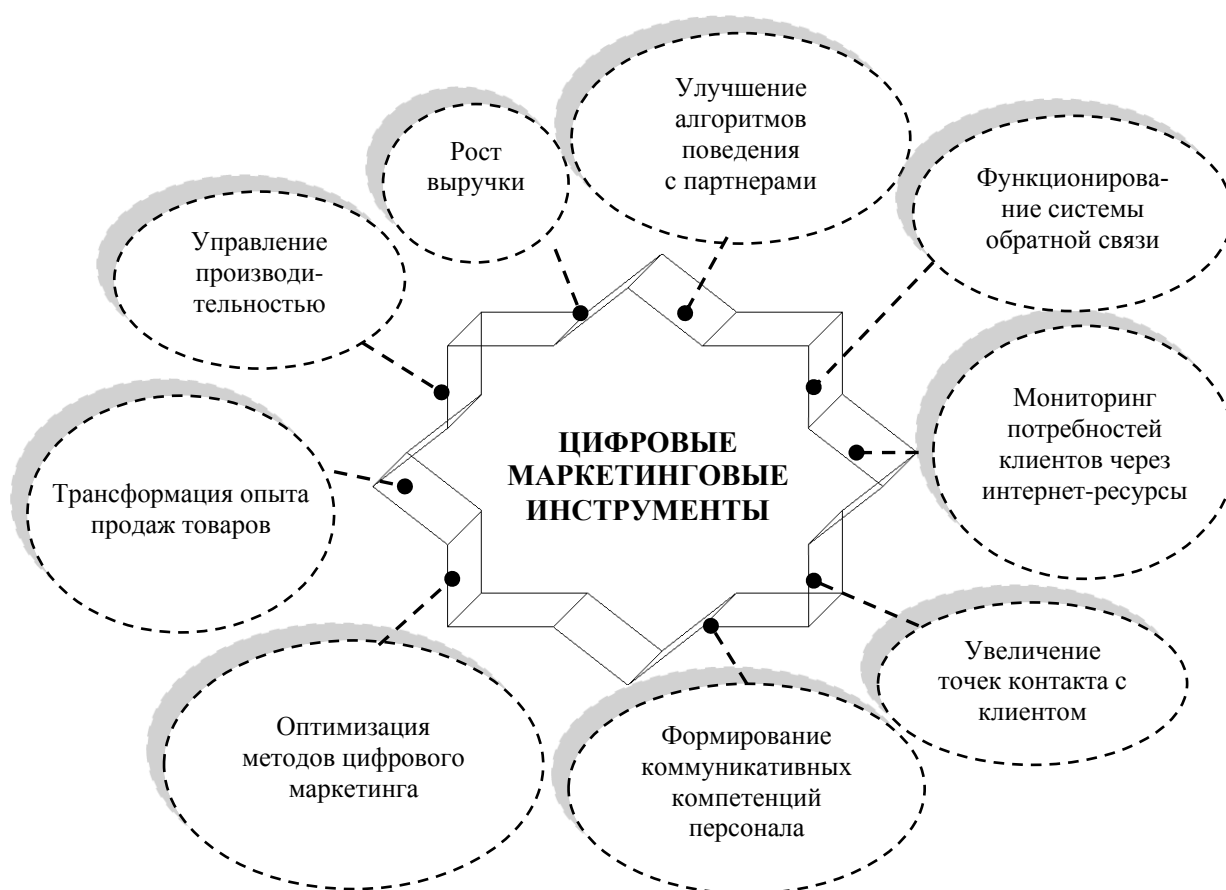 Улучшение
алгоритмов
поведения
с партнерами
Рост
выручки
Функционирова-
ние системы
обратной связи
Управление
производи-
тельностью
Мониторинг
потребностей
клиентов через
интернет-ресурсы
ЦИФРОВЫЕ
МАРКЕТИНГОВЫЕ
ИНСТРУМЕНТЫ
Трансформация опыта
продаж товаров
Увеличение
точек контакта с
клиентом
Оптимизация
методов цифрового
маркетинга
Формирование
коммуникативных
компетенций
персонала